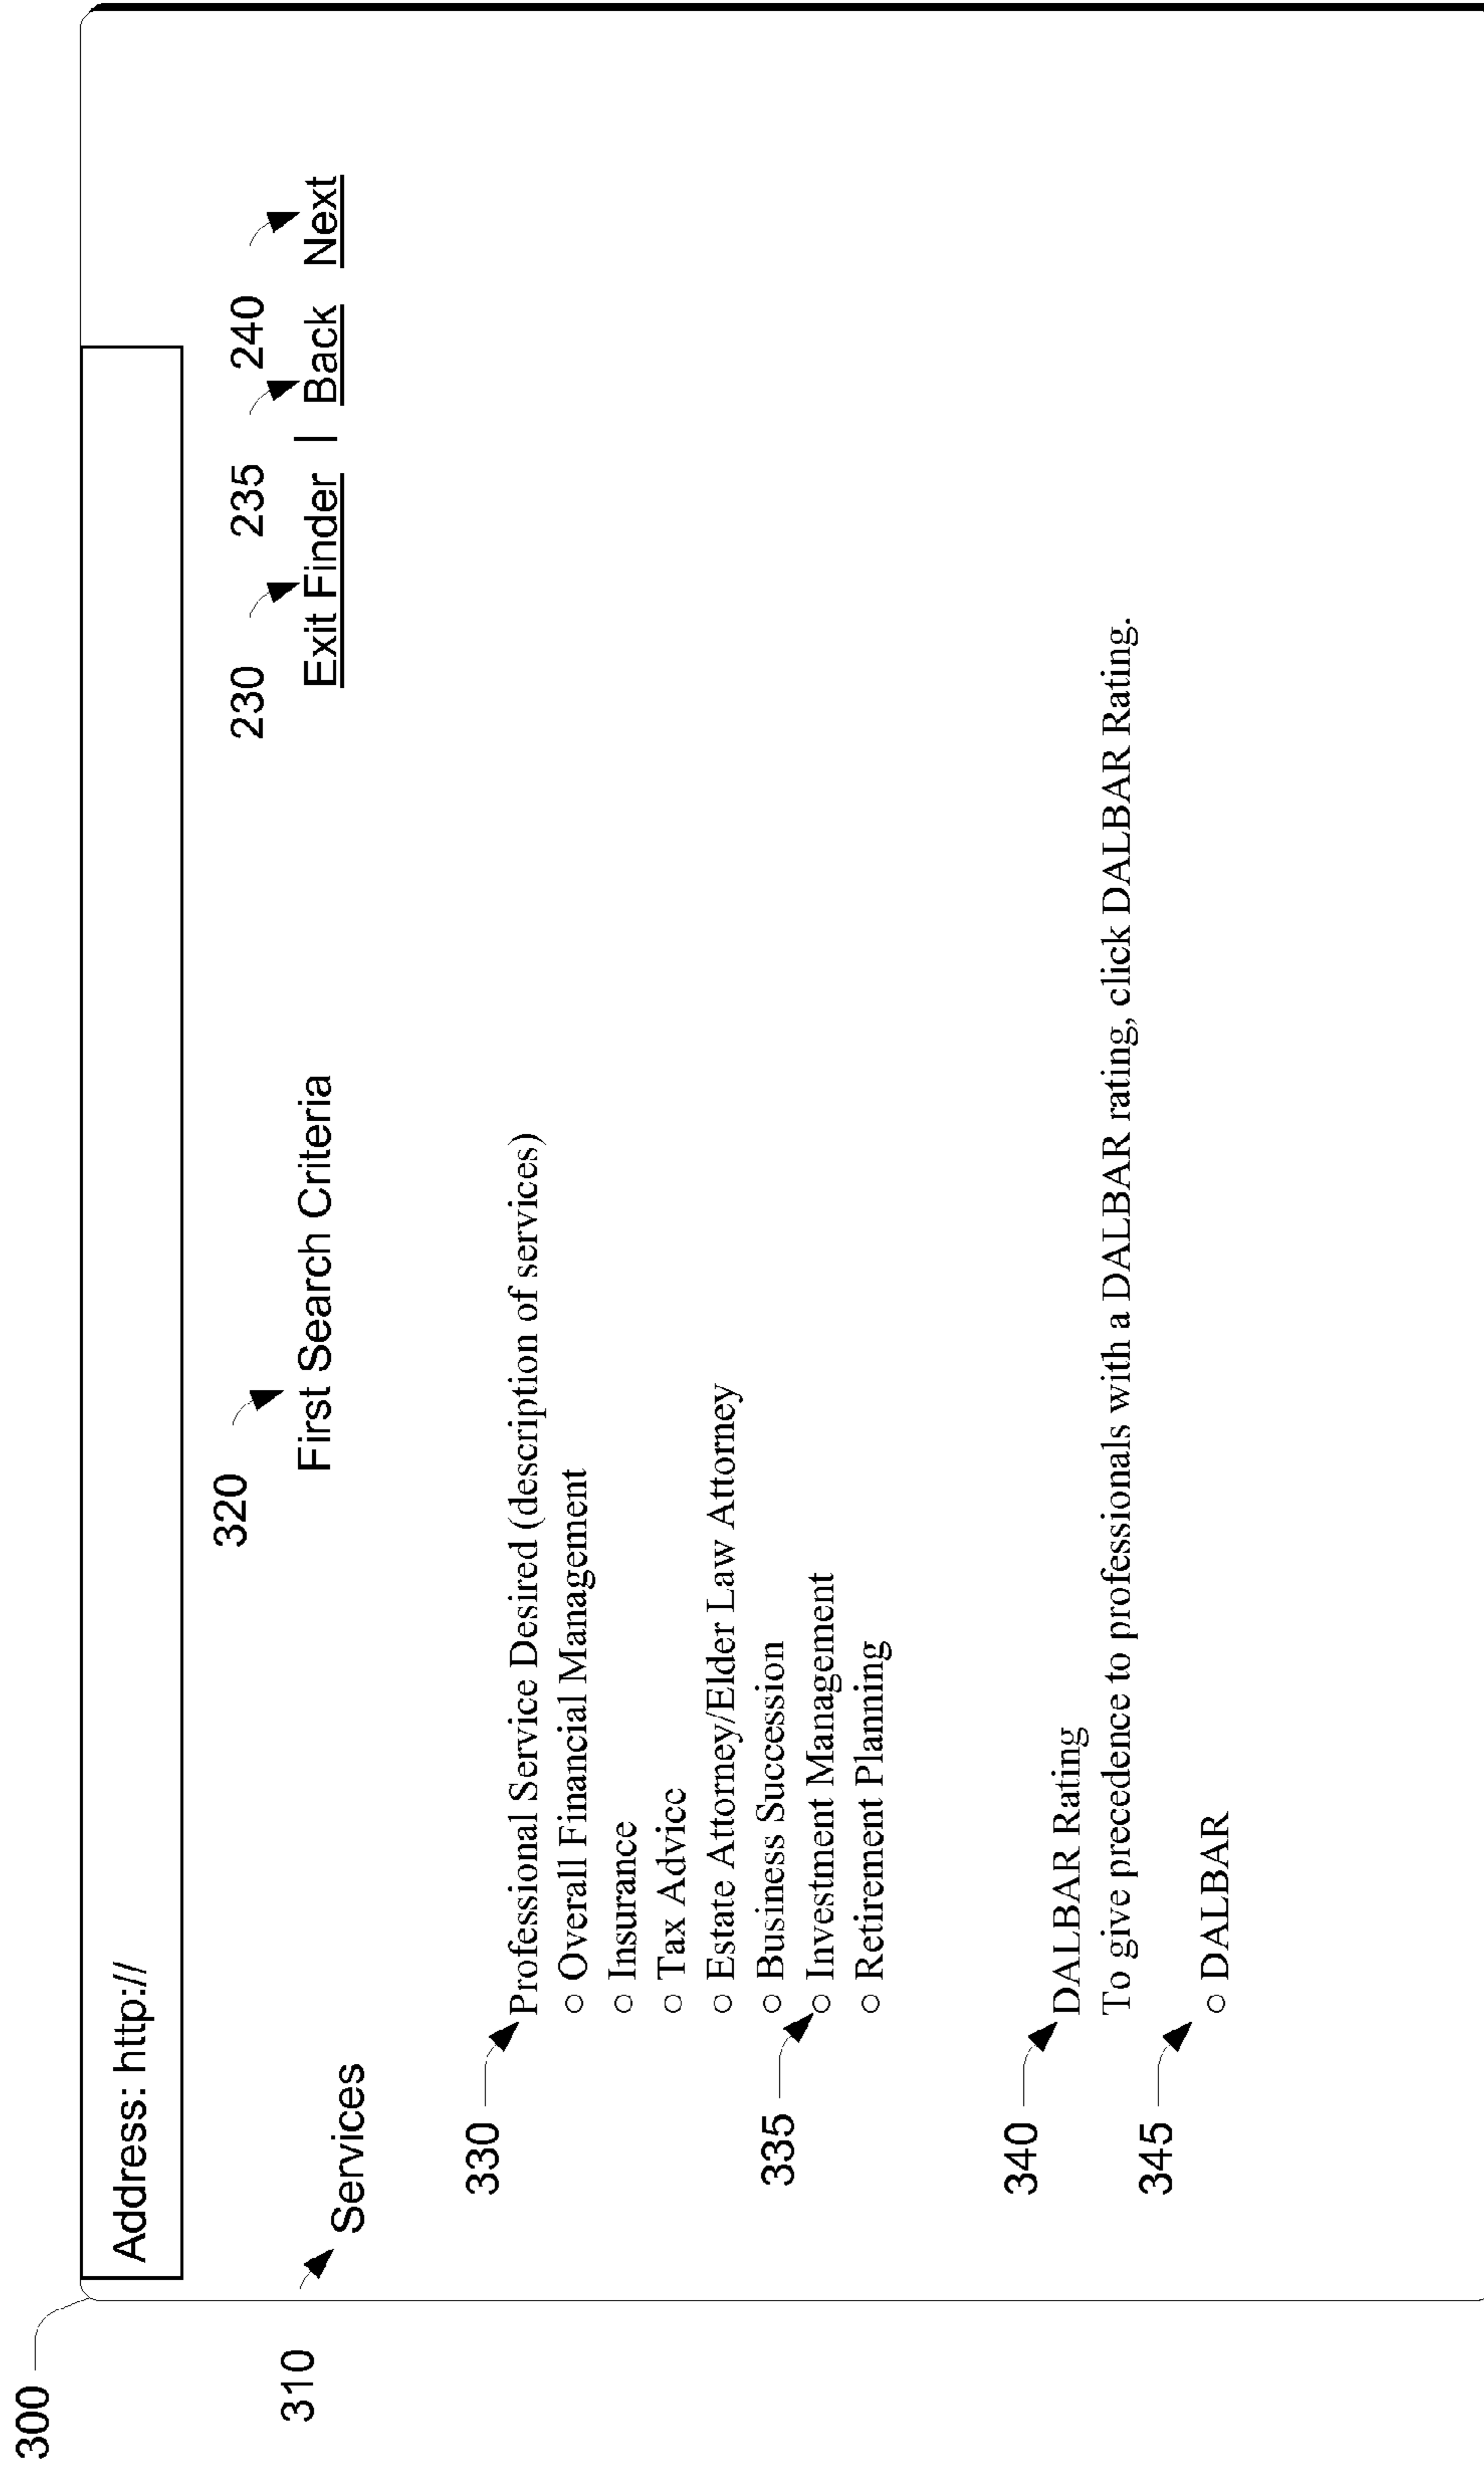 300
Address: http://
230 235 240
320
310
First Search Criteria
Exit Finder | Back Next
Services
330
Professional Service Desired (description of services)
○ Overall Financial Management
○ Insurance
○ Tax Advice
○ Estate Attorney/Elder Law Attorney
○ Business Succession
335
○ Investment Management
○ Retirement Planning
340
DALBAR Rating
To give precedence to professionals with a DALBAR rating, click DALBAR Rating.
345
○ DALBAR